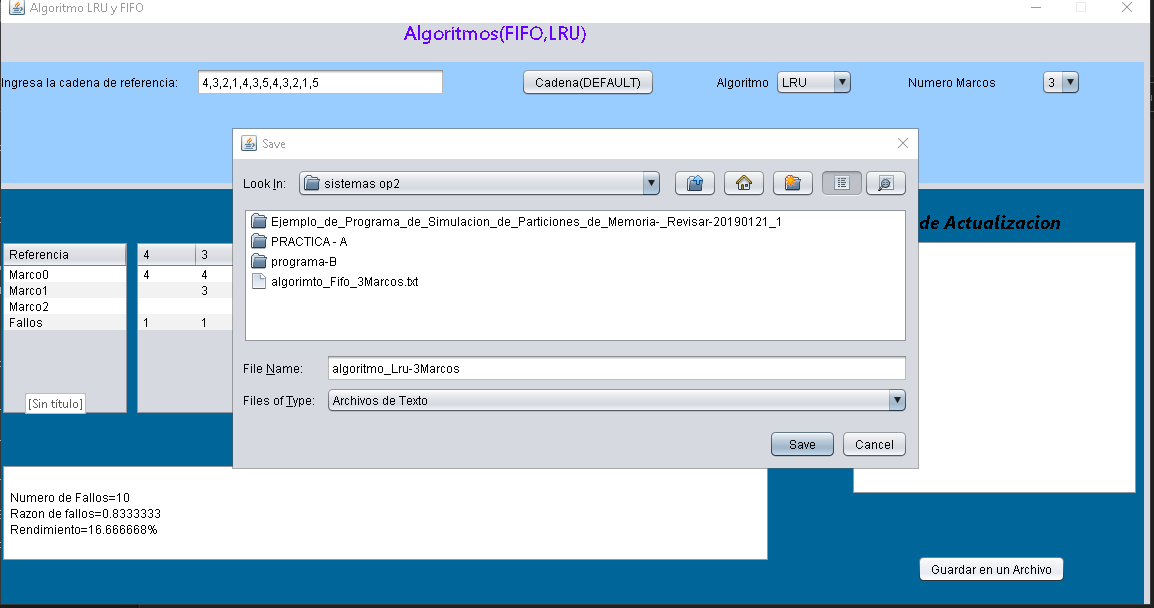 Algoritmo LRU y FIFO
Algoritmos(FIFO,LRU)
Ingresa la cadena de referencia: 4,3,2,1,4,3,5,4,3,2,1,5 Cadena(DEFAULT) Algoritmo LRU Numero Marcos 3
Save
Look In: sistemas op2
Ejemplo_de_Programa_de_Simulacion_de_Particiones_de_Memoria-_Revisar-20190121_1
PRACTICA - A
programa-B
algorimto_Fifo_3Marcos.txt
File Name: algoritmo_Lru-3Marcos
Files of Type: Archivos de Texto
Save Cancel
de Actualizacion
Referencia 4 3
Marco0 4 4
Marco1 3
Marco2
Fallos 1 1
[Sin título]
Numero de Fallos=10
Razon de fallos=0.8333333
Rendimiento=16.666668%
Guardar en un Archivo